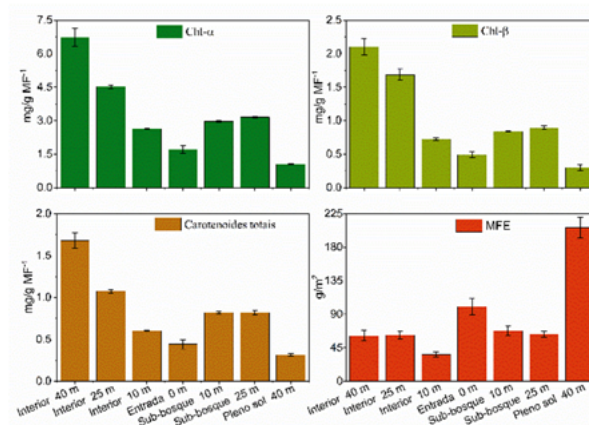 Chl-α
mg/g MF⁻¹
7.5
6.0
4.5
3.0
1.5
0.0
Chl-β
mg/g MF⁻¹
2.5
2.0
1.5
1.0
0.5
0.0
Carotenoides totais
mg/g MF⁻¹
2.0
1.5
1.0
0.5
0.0
Interior 40 m
Interior 25 m
Interior 10 m
Entrada 0 m
Sub-bosque 10 m
Sub-bosque 25 m
Pleno sol 40 m
MFE
g/m²
225
180
135
90
45
0
Interior 40 m
Interior 25 m
Interior 10 m
Entrada 0 m
Sub-bosque 10 m
Sub-bosque 25 m
Pleno sol 40 m